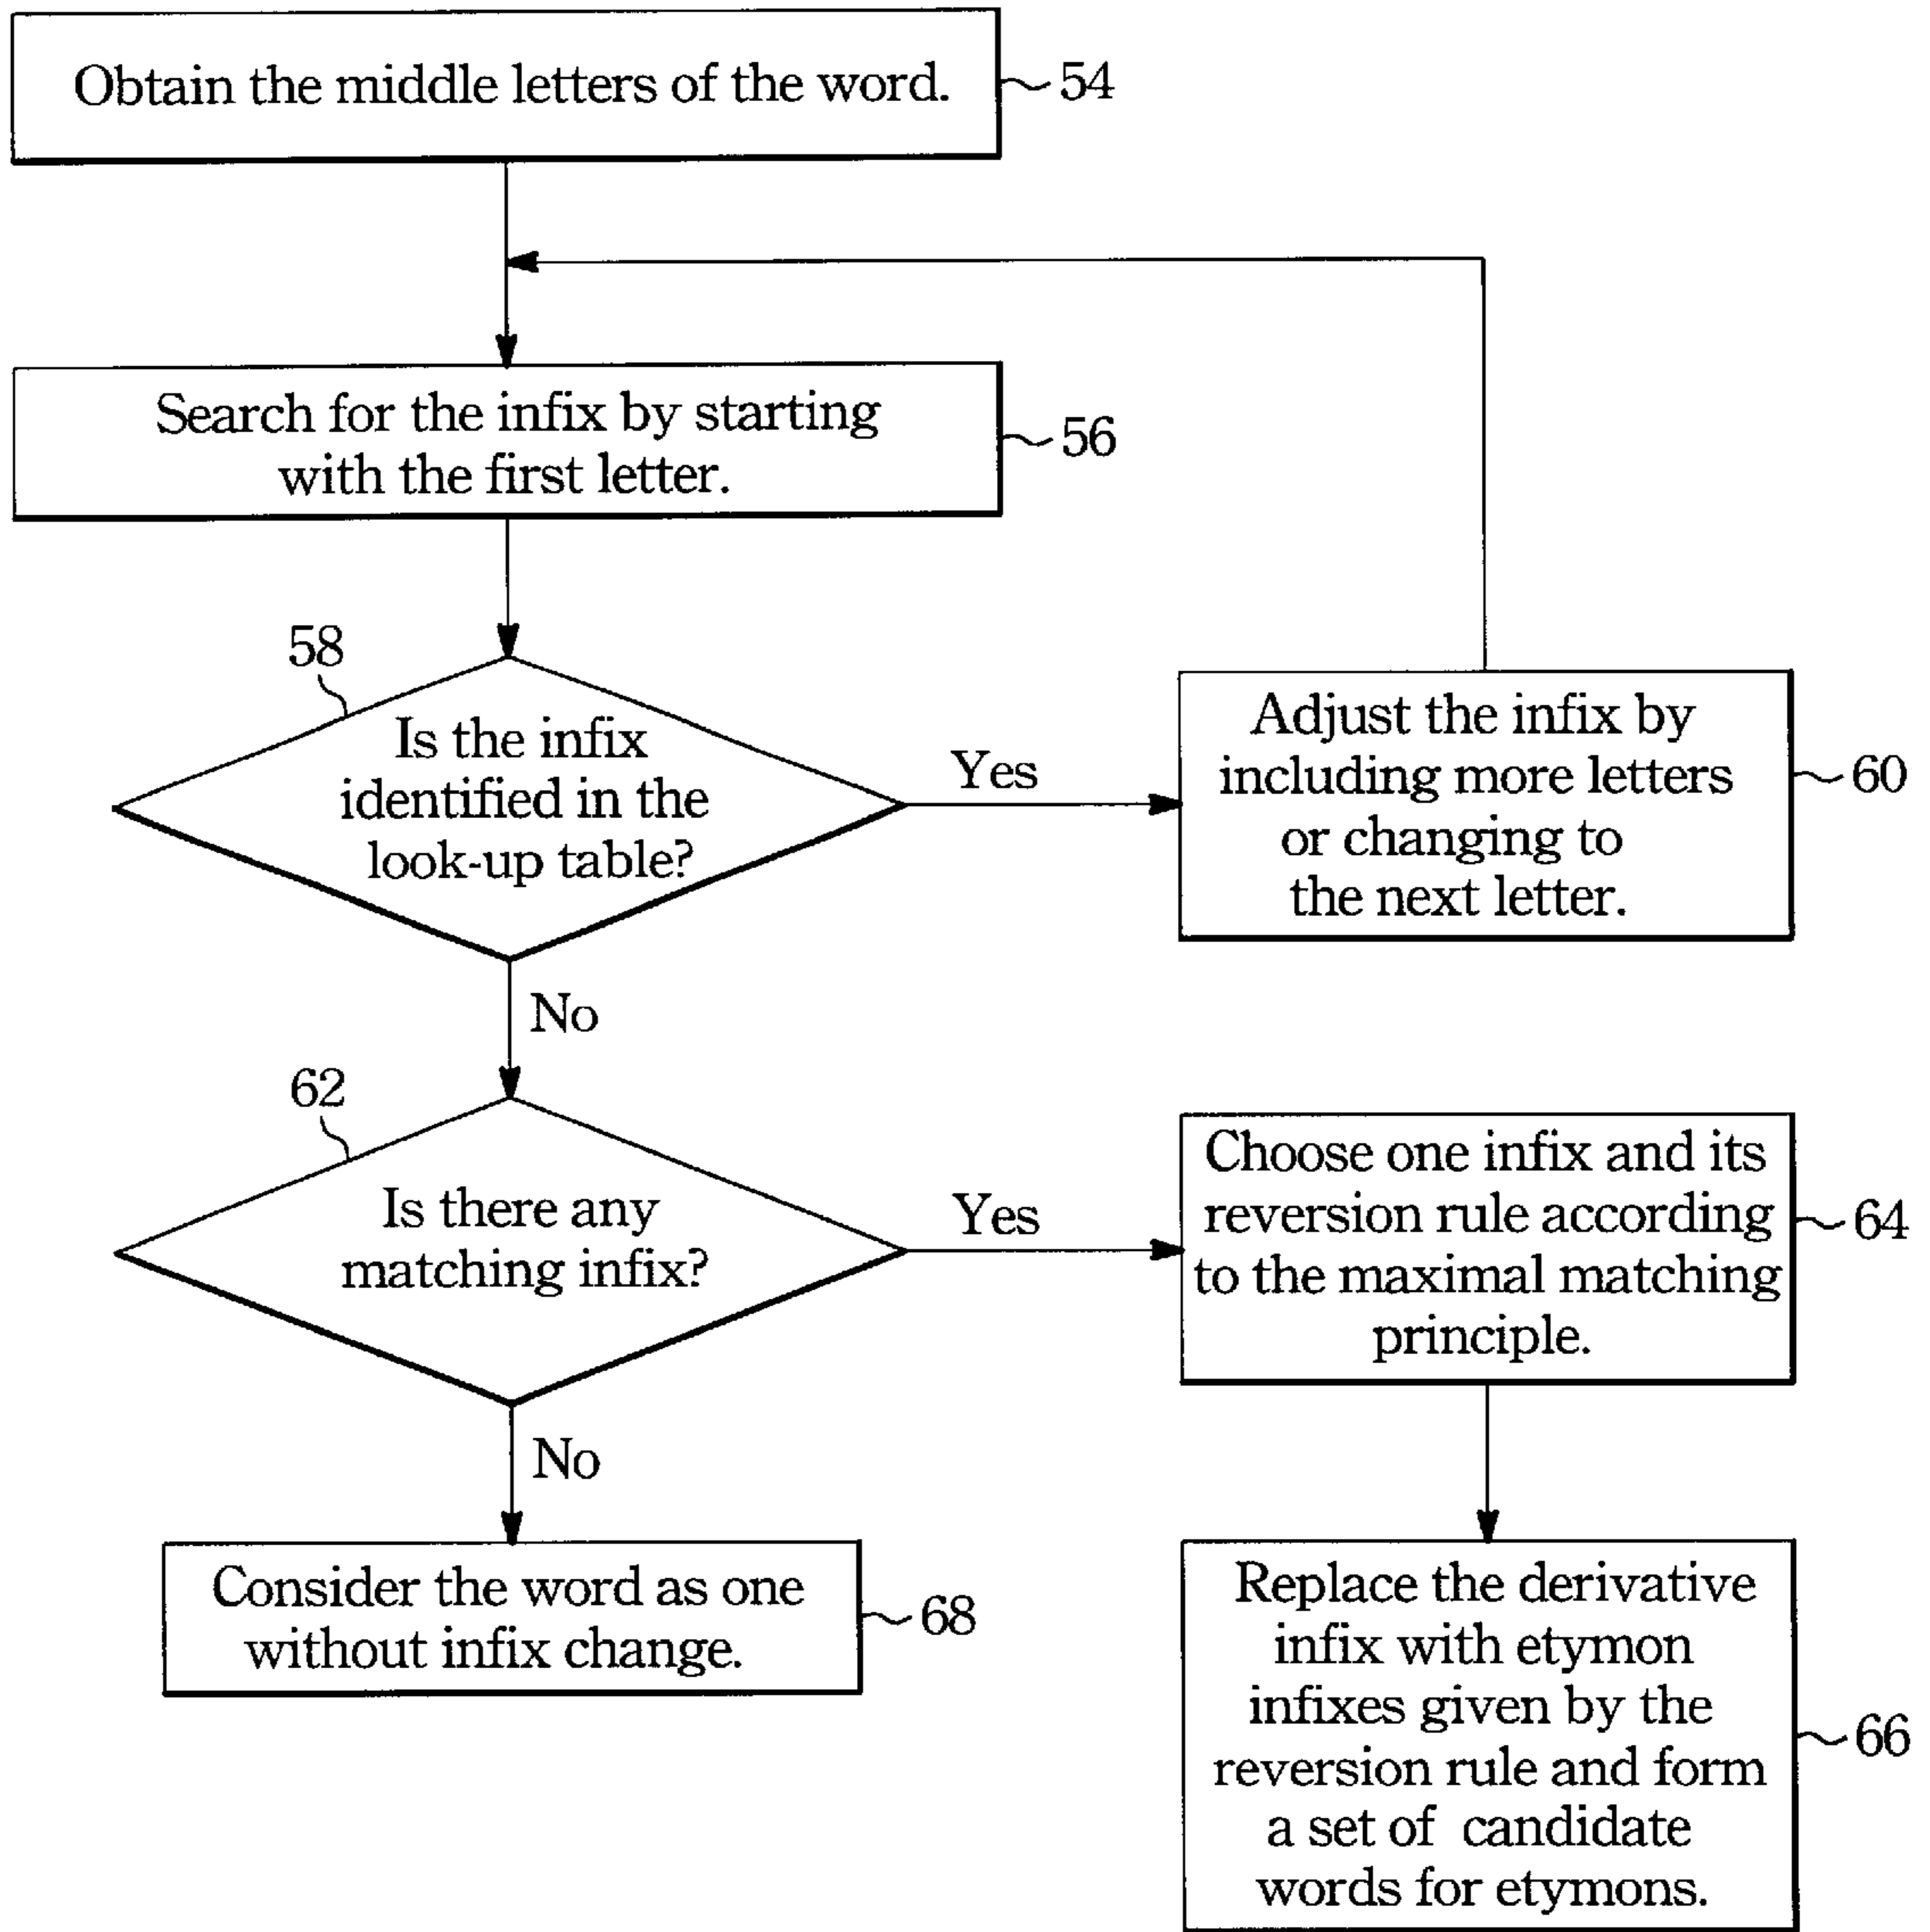 Obtain the middle letters of the word.
54
Search for the infix by starting
with the first letter.
56
58
Is the infix
identified in the
look-up table?
Yes
Adjust the infix by
including more letters
or changing to
the next letter.
60
No
62
Is there any
matching infix?
Yes
Choose one infix and its
reversion rule according
to the maximal matching
principle.
64
No
Consider the word as one
without infix change.
68
Replace the derivative
infix with etymon
infixes given by the
reversion rule and form
a set of candidate
words for etymons.
66